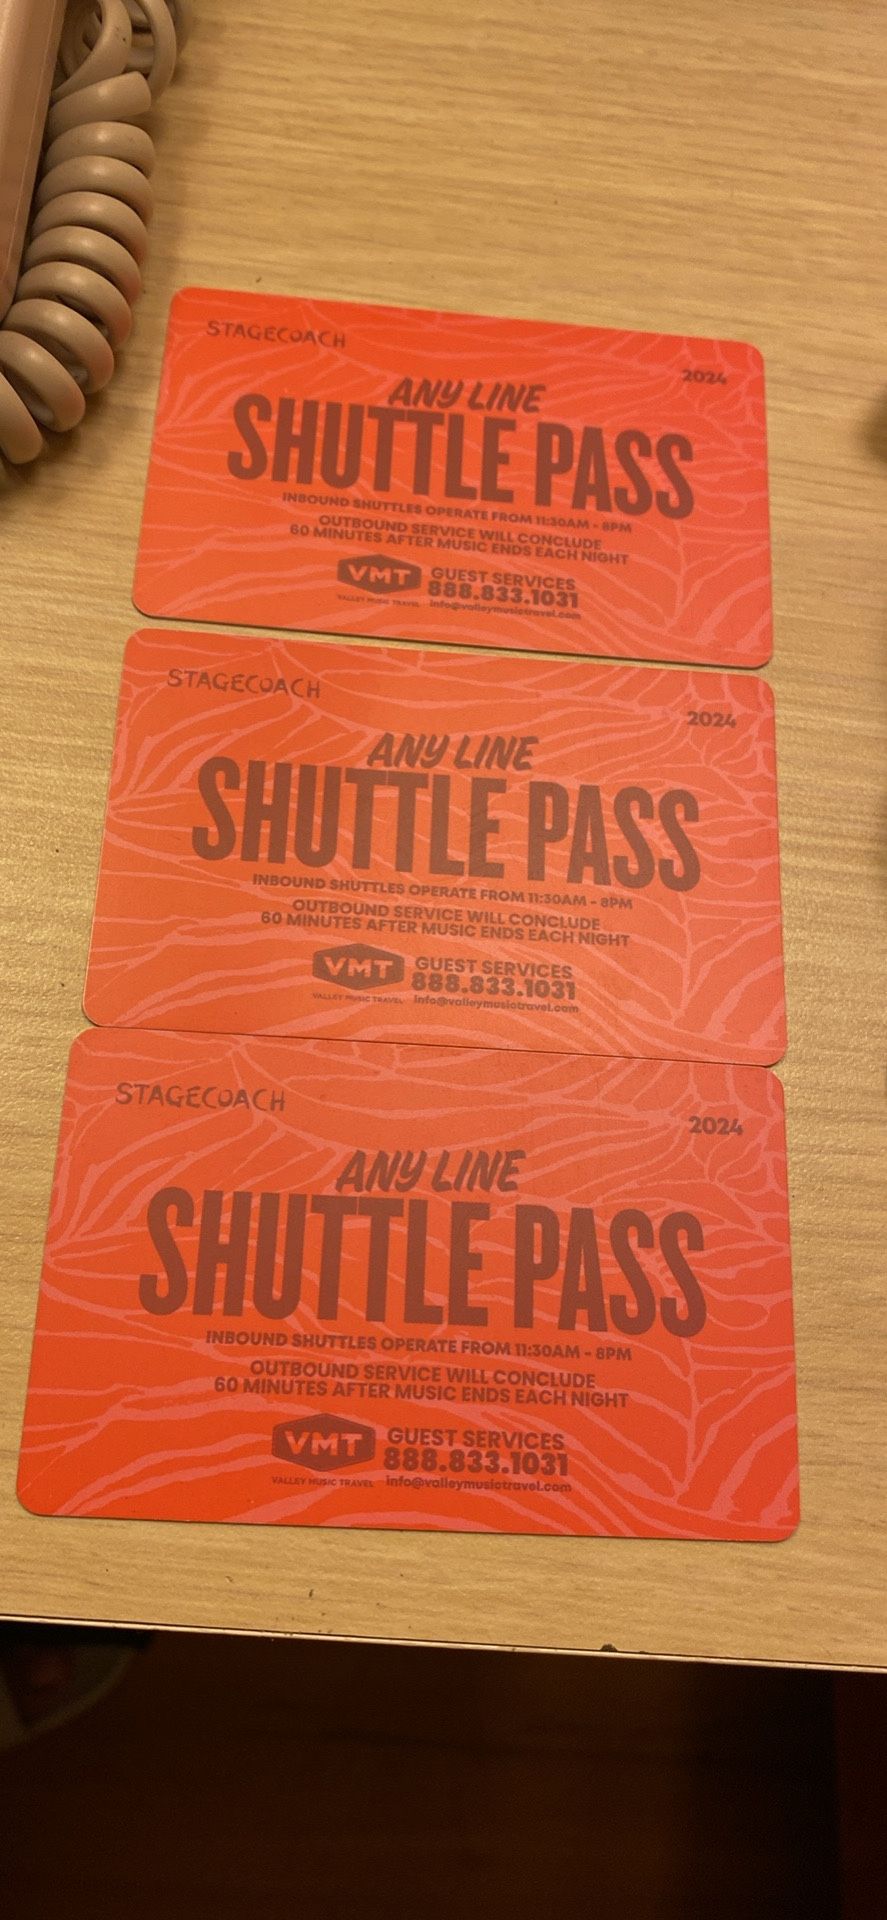 STAGECOACH
2024
ANY LINE
SHUTTLE PASS
INBOUND SHUTTLES OPERATE FROM 11:30AM - 8PM
OUTBOUND SERVICE WILL CONCLUDE
60 MINUTES AFTER MUSIC ENDS EACH NIGHT
VMT
VALLEY MUSIC TRAVEL
GUEST SERVICES
888.833.1031
info@valleymusictravel.com
STAGECOACH
2024
ANY LINE
SHUTTLE PASS
INBOUND SHUTTLES OPERATE FROM 11:30AM - 8PM
OUTBOUND SERVICE WILL CONCLUDE
60 MINUTES AFTER MUSIC ENDS EACH NIGHT
VMT
VALLEY MUSIC TRAVEL
GUEST SERVICES
888.833.1031
info@valleymusictravel.com
STAGECOACH
2024
ANY LINE
SHUTTLE PASS
INBOUND SHUTTLES OPERATE FROM 11:30AM - 8PM
OUTBOUND SERVICE WILL CONCLUDE
60 MINUTES AFTER MUSIC ENDS EACH NIGHT
VMT
VALLEY MUSIC TRAVEL
GUEST SERVICES
888.833.1031
info@valleymusictravel.com